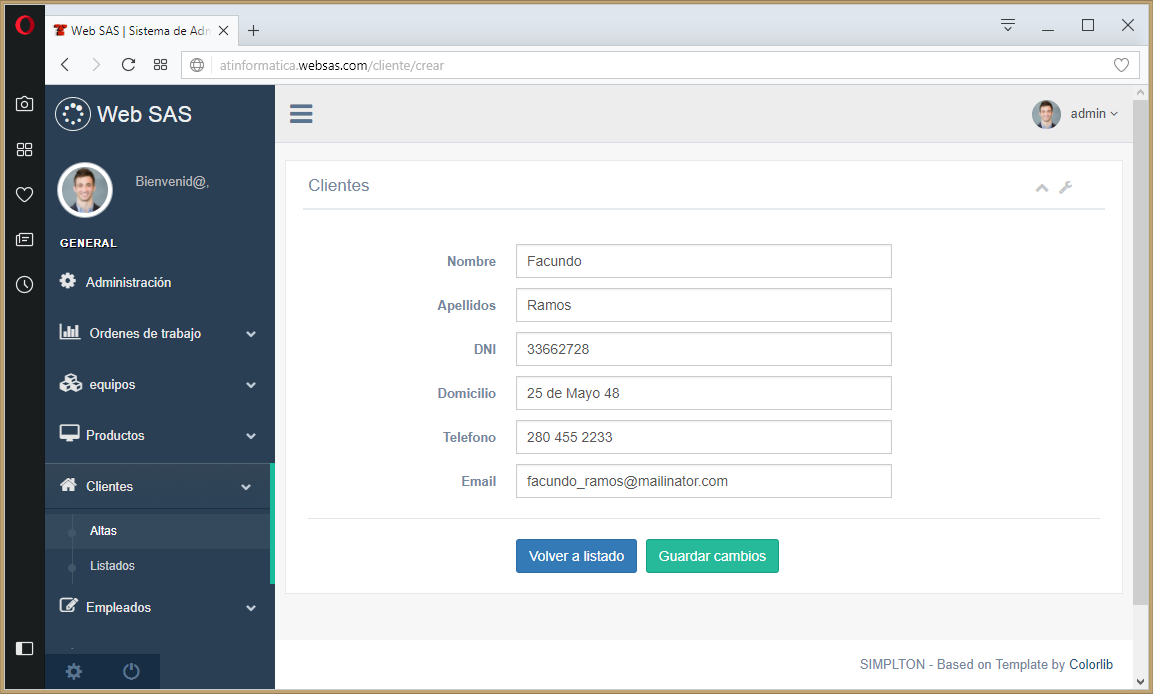 Web SAS | Sistema de Adn
atinformatica.websas.com/cliente/crear
Web SAS
admin
Bienvenid@,
GENERAL
Administración
Ordenes de trabajo
equipos
Productos
Clientes
Altas
Listados
Empleados
Clientes
Nombre Facundo
Apellidos Ramos
DNI 33662728
Domicilio 25 de Mayo 48
Telefono 280 455 2233
Email facundo_ramos@mailinator.com
Volver a listado Guardar cambios
SIMPLTON - Based on Template by Colorlib